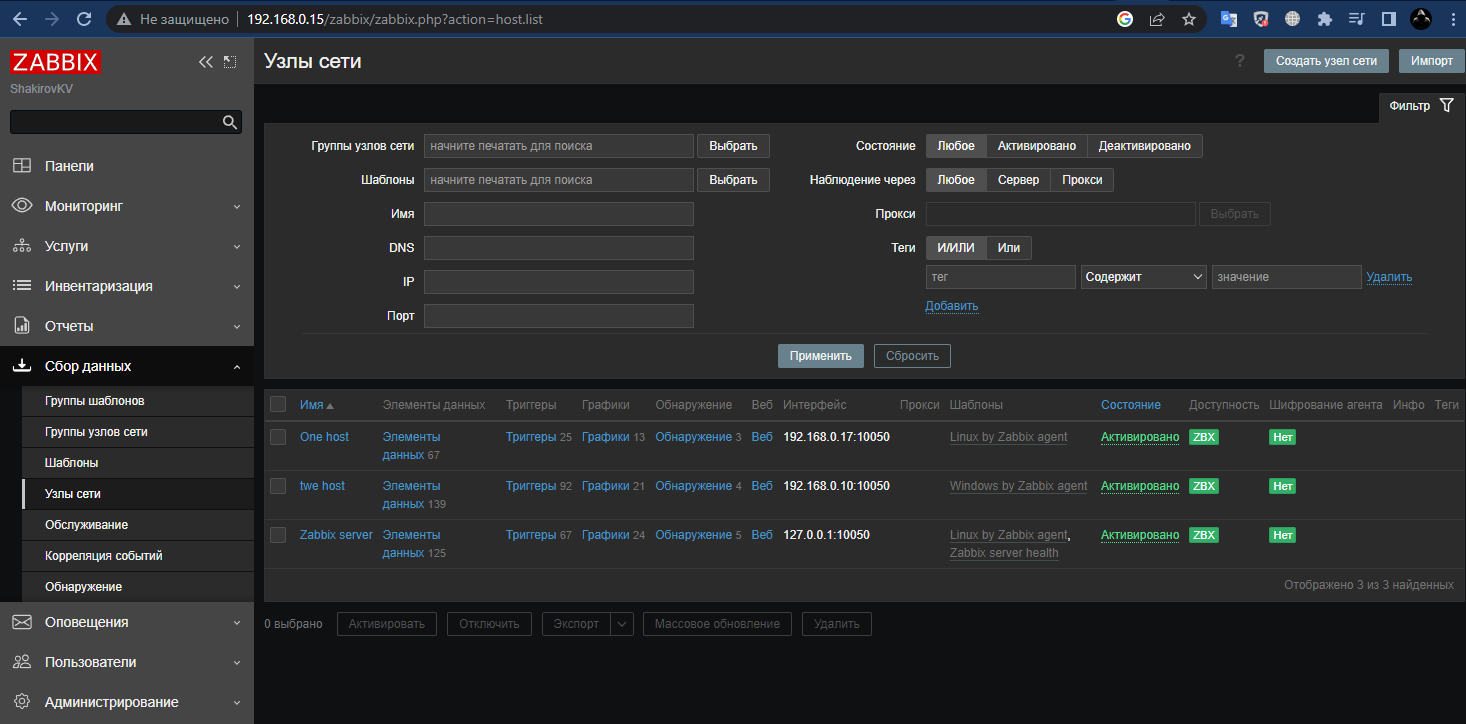 Не защищено 192.168.0.15/zabbix/zabbix.php?action=host.list
ZABBIX
ShakirovKV
Панели
Мониторинг
Услуги
Инвентаризация
Отчеты
Сбор данных
Группы шаблонов
Группы узлов сети
Шаблоны
Узлы сети
Обслуживание
Корреляция событий
Обнаружение
Оповещения
Пользователи
Администрирование
Узлы сети
? Создать узел сети Импорт
Фильтр
Группы узлов сети начните печатать для поиска Выбрать
Шаблоны начните печатать для поиска Выбрать
Имя
DNS
IP
Порт
Состояние Любое Активировано Деактивировано
Наблюдение через Любое Сервер Прокси
Прокси Выбрать
Теги И/ИЛИ Или
тег Содержит значение Удалить
Добавить
Применить Сбросить
Имя Элементы данных Триггеры Графики Обнаружение Веб Интерфейс Прокси Шаблоны Состояние Доступность Шифрование агента Инфо Теги
One host Элементы данных 67 Триггеры 25 Графики 13 Обнаружение 3 Веб 192.168.0.17:10050 Linux by Zabbix agent Активировано ZBX Нет
twe host Элементы данных 139 Триггеры 92 Графики 21 Обнаружение 4 Веб 192.168.0.10:10050 Windows by Zabbix agent Активировано ZBX Нет
Zabbix server Элементы данных 125 Триггеры 67 Графики 24 Обнаружение 5 Веб 127.0.0.1:10050 Linux by Zabbix agent, Zabbix server health Активировано ZBX Нет
Отображено 3 из 3 найденных
0 выбрано Активировать Отключить Экспорт Массовое обновление Удалить